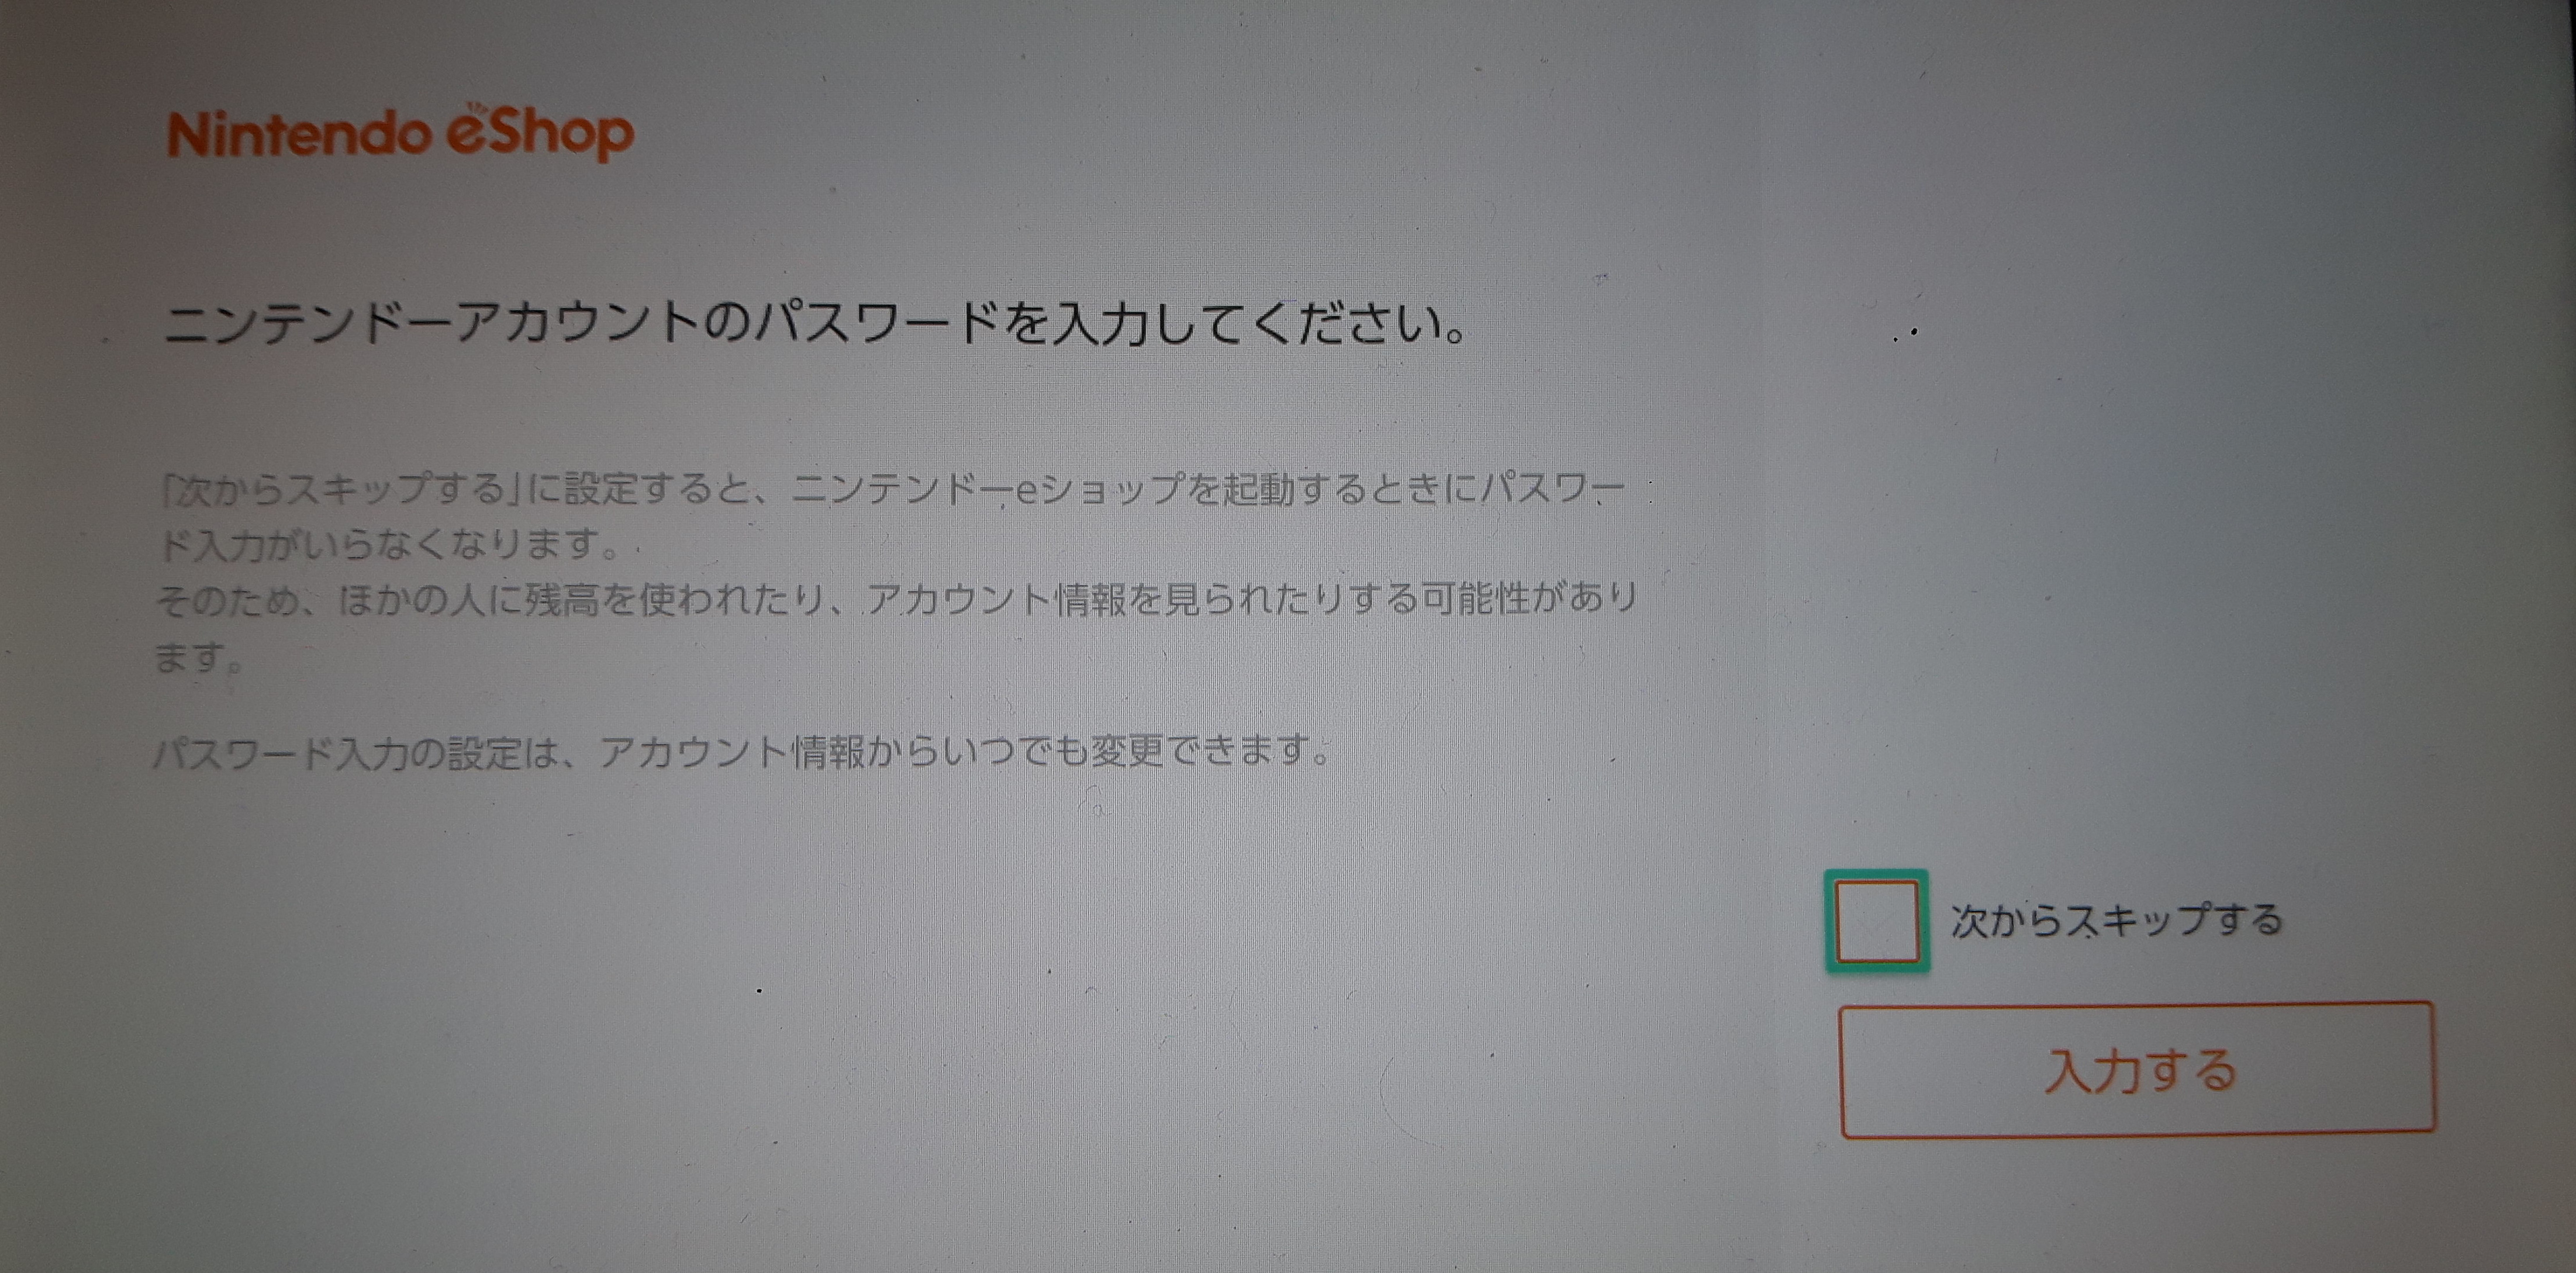 Nintendo eShop
ニンテンドーアカウントのパスワードを入力してください。
「次からスキップする」に設定すると、ニンテンドーeショップを起動するときにパスワー
ド入力がいらなくなります。
そのため、ほかの人に残高を使われたり、アカウント情報を見られたりする可能性があり
ます。
パスワード入力の設定は、アカウント情報からいつでも変更できます。
次からスキップする
入力する